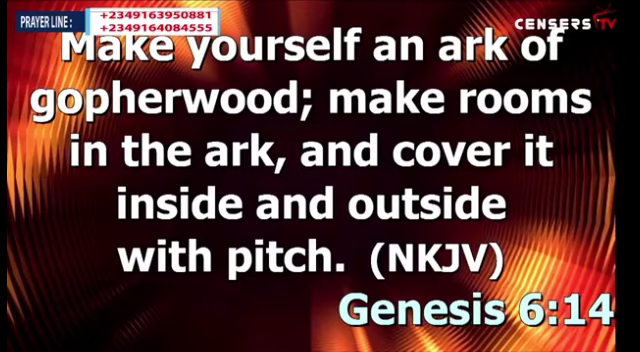 PRAYER LINE :
+2349163950881
+2349164084555
CENSERS TV
Make yourself an ark of
gopherwood; make rooms
in the ark, and cover it
inside and outside
with pitch. (NKJV)
Genesis 6:14